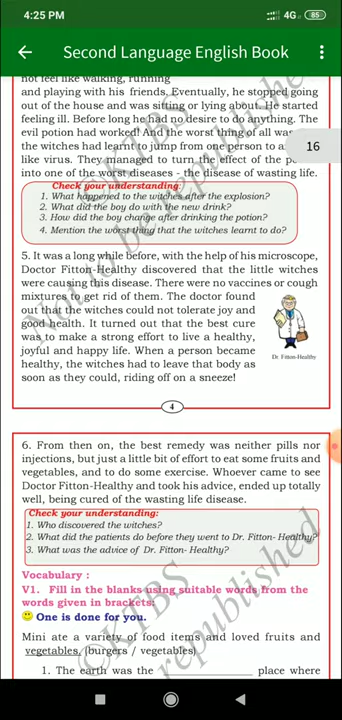 4:25 PM
4G
85
Second Language English Book
16
not feel like walking, running
and playing with his friends. Eventually, he stopped going
out of the house and was sitting or lying about. He started
feeling ill. Before long he had no desire to do anything. The
evil potion had worked! And the worst thing of all was
the witches had learnt to jump from one person to a
like virus. They managed to turn the effect of the
into one of the worst diseases - the disease of wasting life.
Check your understanding:
1. What happened to the witches after the explosion?
2. What did the boy do with the new drink?
3. How did the boy change after drinking the potion?
4. Mention the worst thing that the witches learnt to do?
5. It was a long while before, with the help of his microscope,
Doctor Fitton-Healthy discovered that the little witches
were causing this disease. There were no vaccines or cough
mixtures to get rid of them. The doctor found
out that the witches could not tolerate joy and
good health. It turned out that the best cure
was to make a strong effort to live a healthy,
joyful and happy life. When a person became
healthy, the witches had to leave that body as
soon as they could, riding off on a sneeze!
Dr. Fitton-Healthy
4
6. From then on, the best remedy was neither pills nor
injections, but just a little bit of effort to eat some fruits and
vegetables, and to do some exercise. Whoever came to see
Doctor Fitton-Healthy and took his advice, ended up totally
well, being cured of the wasting life disease.
Check your understanding:
1. Who discovered the witches?
2. What did the patients do before they went to Dr. Fitton- Healthy?
3. What was the advice of Dr. Fitton- Healthy?
Vocabulary :
V1. Fill in the blanks using suitable words from the
words given in brackets:
One is done for you.
Mini ate a variety of food items and loved fruits and
vegetables. (burgers / vegetables)
1. The earth was the ______________ place where
©KTBS
Not to be republished
©KTBS
republished